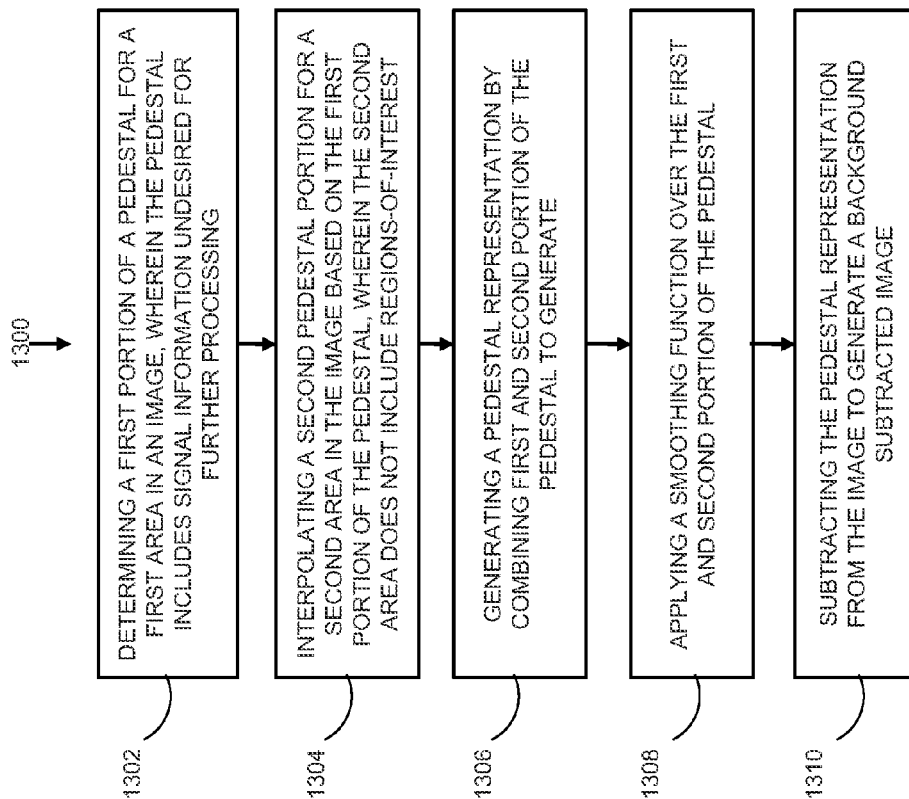 1300
1302
DETERMINING A FIRST PORTION OF A PEDESTAL FOR A
FIRST AREA IN AN IMAGE, WHEREIN THE PEDESTAL
INCLUDES SIGNAL INFORMATION UNDESIRED FOR
FURTHER PROCESSING
1304
INTERPOLATING A SECOND PEDESTAL PORTION FOR A
SECOND AREA IN THE IMAGE BASED ON THE FIRST
PORTION OF THE PEDESTAL, WHEREIN THE SECOND
AREA DOES NOT INCLUDE REGIONS-OF-INTEREST
1306
GENERATING A PEDESTAL REPRESENTATION BY
COMBINING FIRST AND SECOND PORTION OF THE
PEDESTAL TO GENERATE
1308
APPLYING A SMOOTHING FUNCTION OVER THE FIRST
AND SECOND PORTION OF THE PEDESTAL
1310
SUBTRACTING THE PEDESTAL REPRESENTATION
FROM THE IMAGE TO GENERATE A BACKGROUND
SUBTRACTED IMAGE